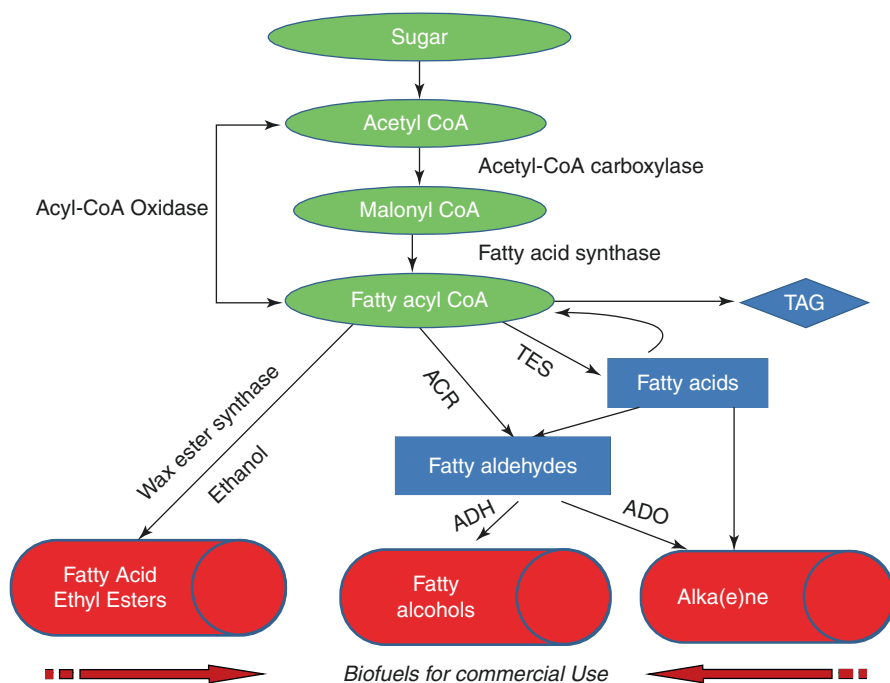 Sugar
Acetyl CoA
Acetyl-CoA carboxylase
Acyl-CoA Oxidase
Malonyl CoA
Fatty acid synthase
Fatty acyl CoA
TAG
TES
Fatty acids
ACR
Wax ester synthase
Ethanol
Fatty aldehydes
ADH
ADO
Fatty Acid
Ethyl Esters
Fatty
alcohols
Alka(e)ne
Biofuels for commercial Use